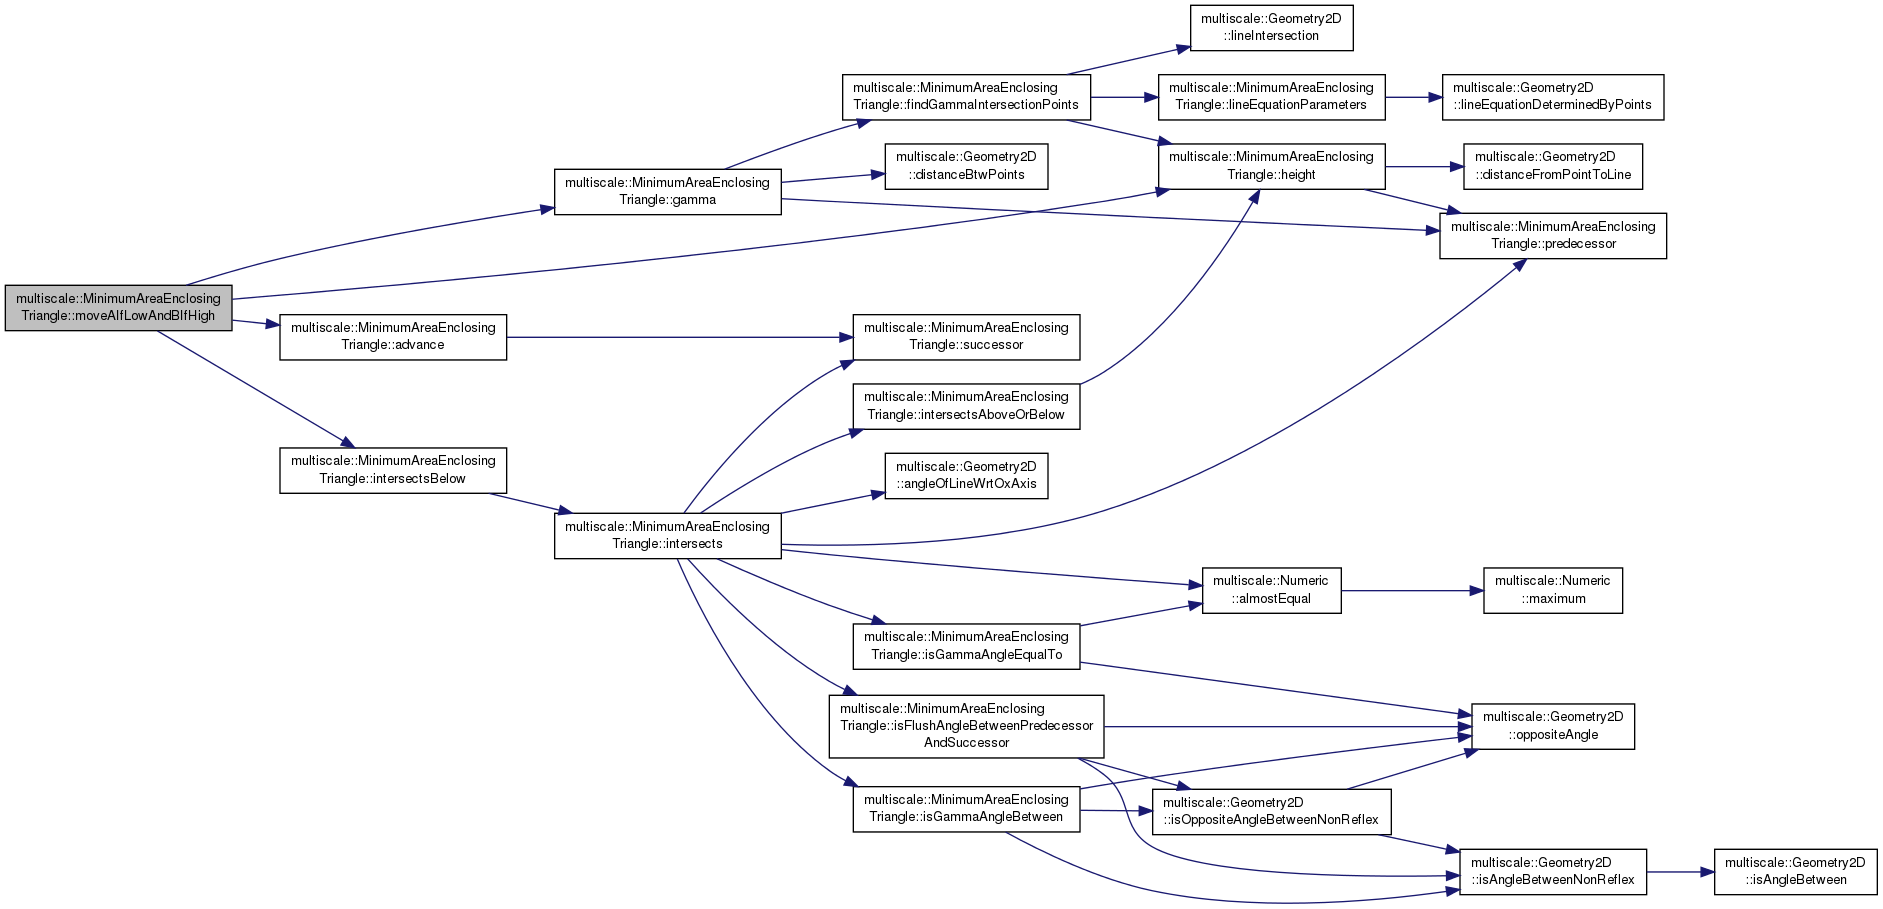 multiscale::MinimumAreaEnclosing
Triangle::moveAIfLowAndBIfHigh
multiscale::MinimumAreaEnclosing
Triangle::gamma
multiscale::MinimumAreaEnclosing
Triangle::advance
multiscale::MinimumAreaEnclosing
Triangle::intersectsBelow
multiscale::MinimumAreaEnclosing
Triangle::intersects
multiscale::MinimumAreaEnclosing
Triangle::findGammaIntersectionPoints
multiscale::Geometry2D
::distanceBtwPoints
multiscale::MinimumAreaEnclosing
Triangle::successor
multiscale::MinimumAreaEnclosing
Triangle::intersectsAboveOrBelow
multiscale::Geometry2D
::angleOfLineWrtOxAxis
multiscale::MinimumAreaEnclosing
Triangle::isGammaAngleEqualTo
multiscale::MinimumAreaEnclosing
Triangle::isFlushAngleBetweenPredecessor
AndSuccessor
multiscale::MinimumAreaEnclosing
Triangle::isGammaAngleBetween
multiscale::Geometry2D
::lineIntersection
multiscale::MinimumAreaEnclosing
Triangle::lineEquationParameters
multiscale::MinimumAreaEnclosing
Triangle::height
multiscale::Numeric
::almostEqual
multiscale::Geometry2D
::isOppositeAngleBetweenNonReflex
multiscale::Geometry2D
::lineEquationDeterminedByPoints
multiscale::Geometry2D
::distanceFromPointToLine
multiscale::MinimumAreaEnclosing
Triangle::predecessor
multiscale::Numeric
::maximum
multiscale::Geometry2D
::oppositeAngle
multiscale::Geometry2D
::isAngleBetweenNonReflex
multiscale::Geometry2D
::isAngleBetween